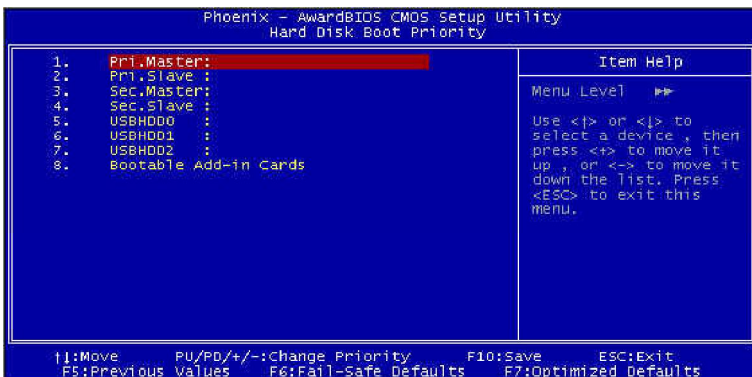 Phoenix - AwardBIOS CMOS Setup Utility
Hard Disk Boot Priority
1. Pri.Master:
2. Pri.Slave :
3. Sec.Master:
4. Sec.Slave :
5. USBHDD0 :
6. USBHDD1 :
7. USBHDD2 :
8. Bootable Add-in Cards
Item Help
Menu Level ▸▸
Use <↑> or <↓> to
select a device , then
press <+> to move it
up , or <-> to move it
down the list. Press
<ESC> to exit this
menu.
↑↓:Move PU/PD/+/-:Change Priority F10:Save ESC:Exit
F5:Previous Values F6:Fail-Safe Defaults F7:Optimized Defaults